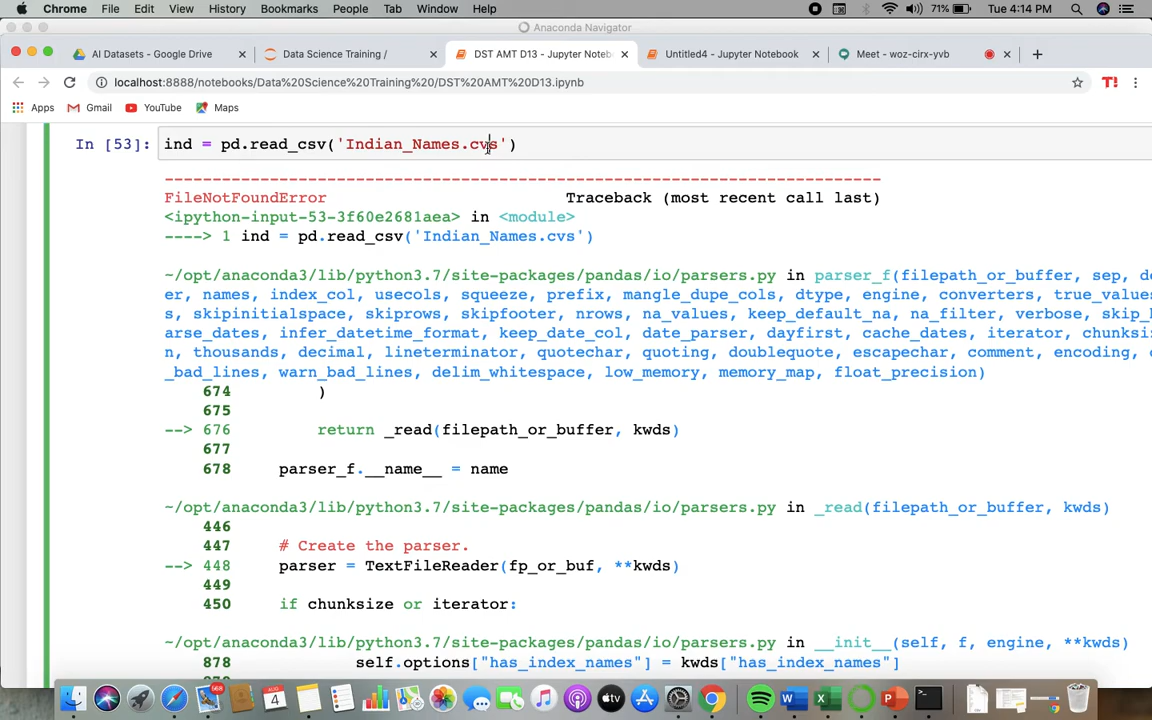 Chrome File Edit View History Bookmarks People Tab Window Help 71% Tue 4:14 PM
Anaconda Navigator
AI Datasets - Google Drive Data Science Training / DST AMT D13 - Jupyter Noteb Untitled4 - Jupyter Notebook Meet - woz-cirx-yvb
localhost:8888/notebooks/Data%20Science%20Training%20/DST%20AMT%20D13.ipynb T!
Apps Gmail YouTube Maps
In [53]: ind = pd.read_csv('Indian_Names.cvs')
---------------------------------------------------------------------------
FileNotFoundError Traceback (most recent call last)
<ipython-input-53-3f60e2681aea> in <module>
----> 1 ind = pd.read_csv('Indian_Names.cvs')
~/opt/anaconda3/lib/python3.7/site-packages/pandas/io/parsers.py in parser_f(filepath_or_buffer, sep, de
er, names, index_col, usecols, squeeze, prefix, mangle_dupe_cols, dtype, engine, converters, true_values
s, skipinitialspace, skiprows, skipfooter, nrows, na_values, keep_default_na, na_filter, verbose, skip_b
arse_dates, infer_datetime_format, keep_date_col, date_parser, dayfirst, cache_dates, iterator, chunksi
n, thousands, decimal, lineterminator, quotechar, quoting, doublequote, escapechar, comment, encoding,
_bad_lines, warn_bad_lines, delim_whitespace, low_memory, memory_map, float_precision)
674 )
675
--> 676 return _read(filepath_or_buffer, kwds)
677
678 parser_f.__name__ = name
~/opt/anaconda3/lib/python3.7/site-packages/pandas/io/parsers.py in _read(filepath_or_buffer, kwds)
446
447 # Create the parser.
--> 448 parser = TextFileReader(fp_or_buf, **kwds)
449
450 if chunksize or iterator:
~/opt/anaconda3/lib/python3.7/site-packages/pandas/io/parsers.py in __init__(self, f, engine, **kwds)
878 self.options["has_index_names"] = kwds["has_index_names"]